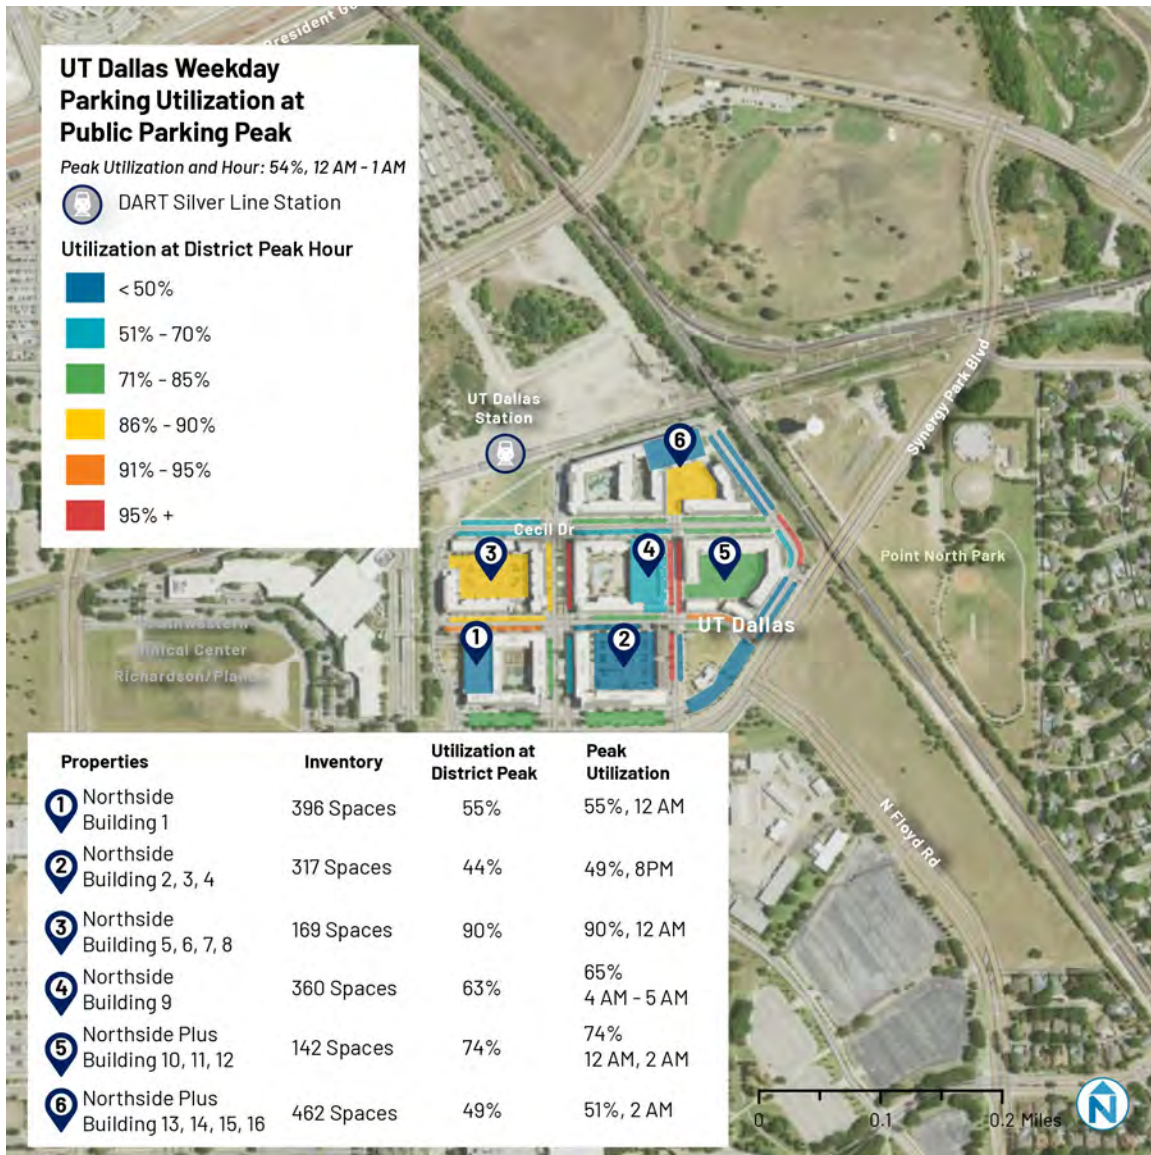 President Ge
UT Dallas Weekday
Parking Utilization at
Public Parking Peak
Peak Utilization and Hour: 54%, 12 AM - 1 AM
DART Silver Line Station
Utilization at District Peak Hour
< 50%
51% - 70%
71% - 85%
86% - 90%
91% - 95%
95% +
UT Dallas
Station
Synergy Park Blvd
6
Cecil Dr
3
4
5
Point North Park
1
2
UT Dallas
Southwestern
Clinical Center
Richardson/Plano
N Floyd Rd
Properties
Inventory
Utilization at
District Peak
Peak
Utilization
1
Northside
Building 1
396 Spaces
55%
55%, 12 AM
2
Northside
Building 2, 3, 4
317 Spaces
44%
49%, 8PM
3
Northside
Building 5, 6, 7, 8
169 Spaces
90%
90%, 12 AM
4
Northside
Building 9
360 Spaces
63%
65%
4 AM - 5 AM
5
Northside Plus
Building 10, 11, 12
142 Spaces
74%
74%
12 AM, 2 AM
6
Northside Plus
Building 13, 14, 15, 16
462 Spaces
49%
51%, 2 AM
0
0.1
0.2 Miles
N